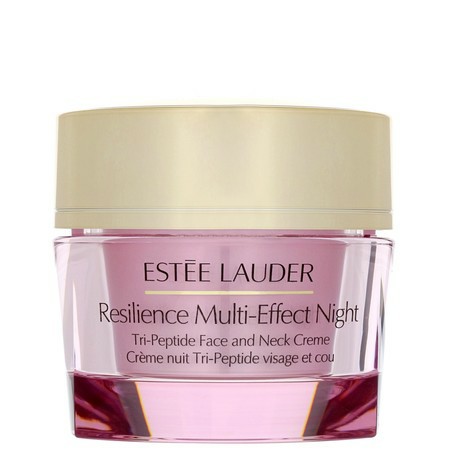 ESTĒE LAUDER
Resilience Multi-Effect Night
Tri-Peptide Face and Neck Creme
Crème nuit Tri-Peptide visage et cou